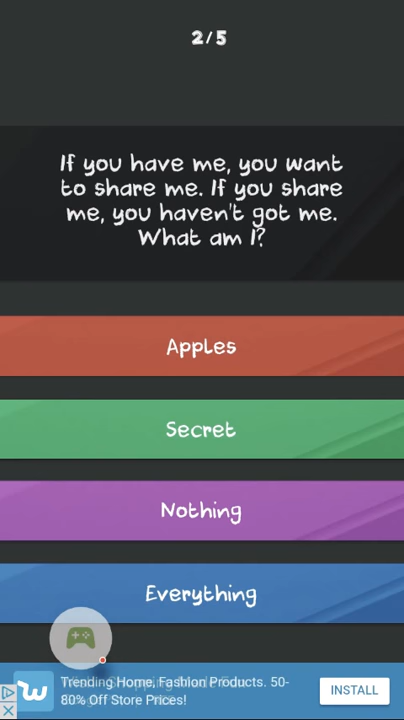 2/5
If you have me, you want
to share me. If you share
me, you haven't got me.
What am I?
Apples
Secret
Nothing
Everything
Trending Home, Fashion Products. 50-
80% Off Store Prices!
INSTALL